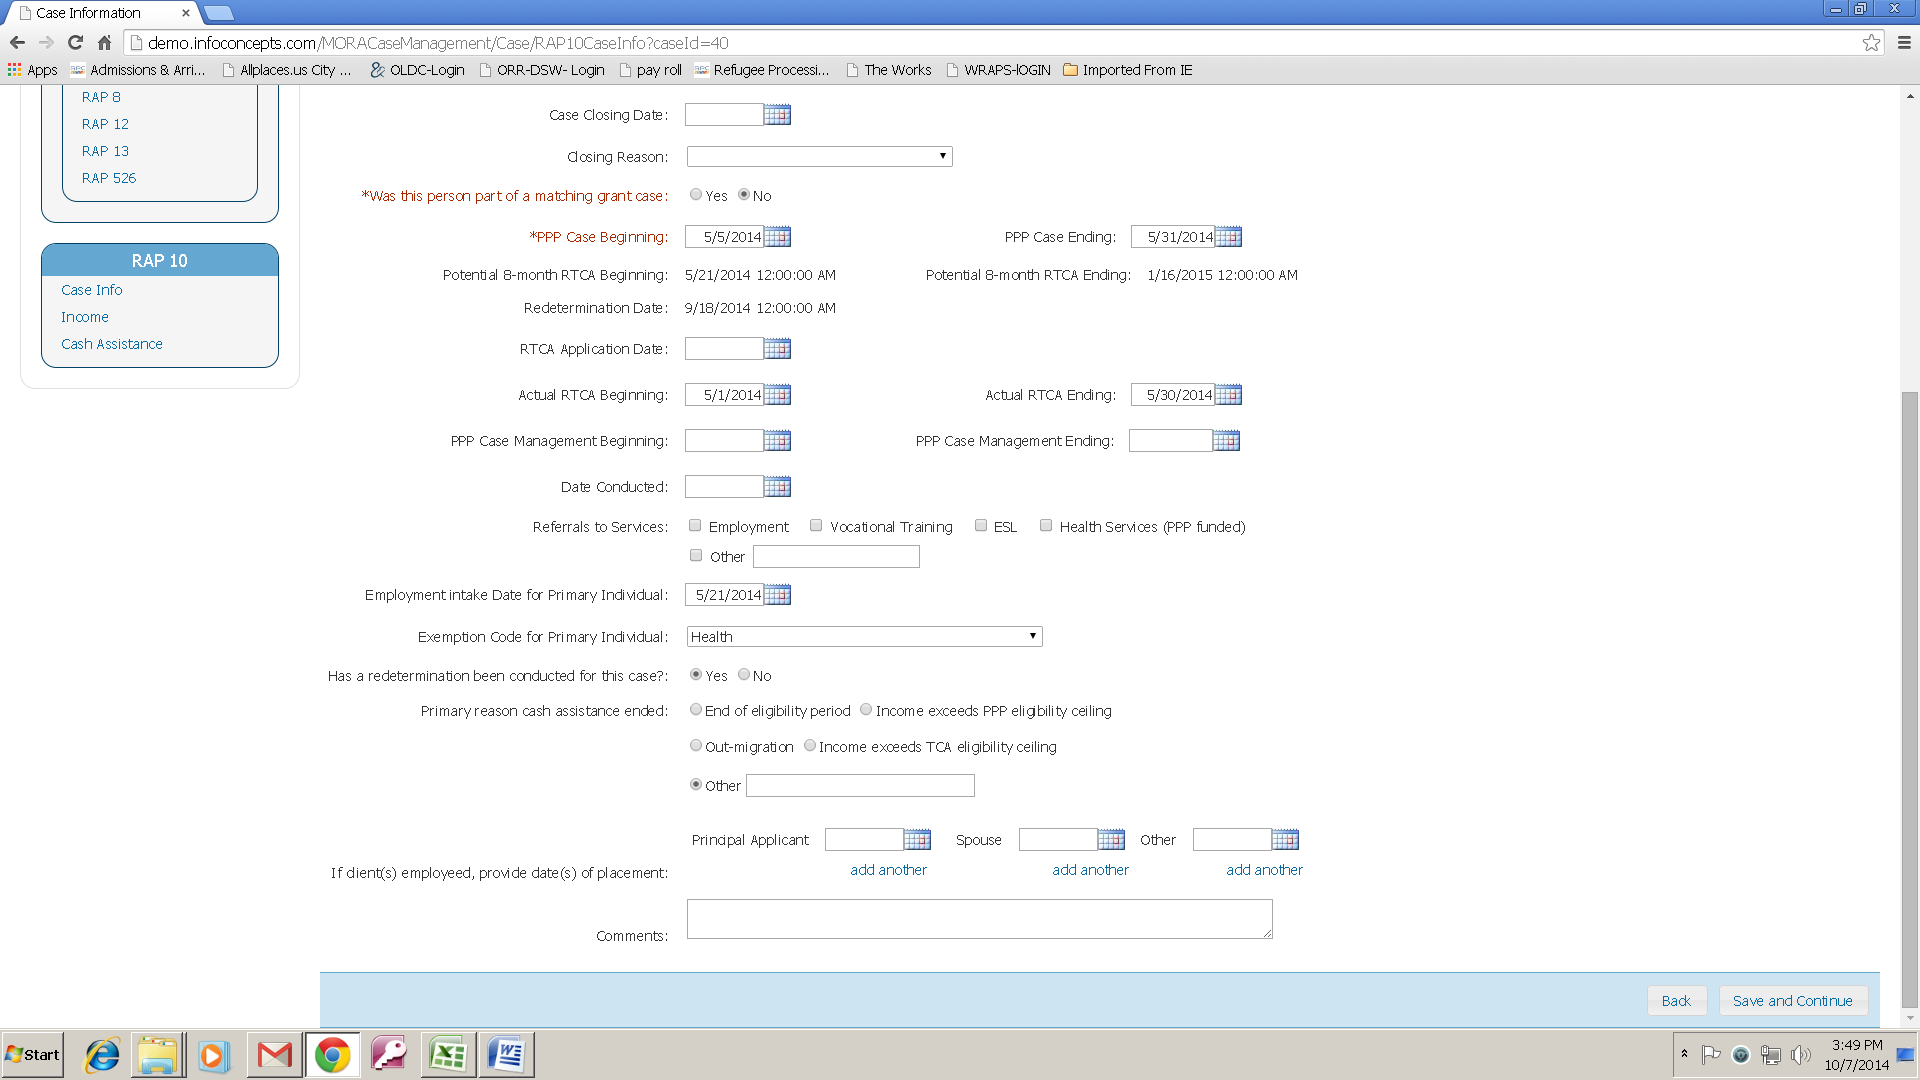 Case Information
demo.infoconcepts.com/MORACaseManagement/Case/RAP10CaseInfo?caseId=40
Apps Admissions & Arri... Allplaces.us City ... OLDC-Login ORR-DSW- Login pay roll Refugee Processi... The Works WRAPS-lOGIN Imported From IE
RAP 8
RAP 12
RAP 13
RAP 526
RAP 10
Case Info
Income
Cash Assistance
Case Closing Date:
Closing Reason:
*Was this person part of a matching grant case: Yes No
*PPP Case Beginning: 5/5/2014 PPP Case Ending: 5/31/2014
Potential 8-month RTCA Beginning: 5/21/2014 12:00:00 AM Potential 8-month RTCA Ending: 1/16/2015 12:00:00 AM
Redetermination Date: 9/18/2014 12:00:00 AM
RTCA Application Date:
Actual RTCA Beginning: 5/1/2014 Actual RTCA Ending: 5/30/2014
PPP Case Management Beginning: PPP Case Management Ending:
Date Conducted:
Referrals to Services: Employment Vocational Training ESL Health Services (PPP funded)
Other
Employment intake Date for Primary Individual: 5/21/2014
Exemption Code for Primary Individual: Health
Has a redetermination been conducted for this case?: Yes No
Primary reason cash assistance ended: End of eligibility period Income exceeds PPP eligibility ceiling
Out-migration Income exceeds TCA eligibility ceiling
Other
Principal Applicant Spouse Other
add another add another add another
If client(s) employeed, provide date(s) of placement:
Comments:
Back Save and Continue
Start
3:49 PM
10/7/2014